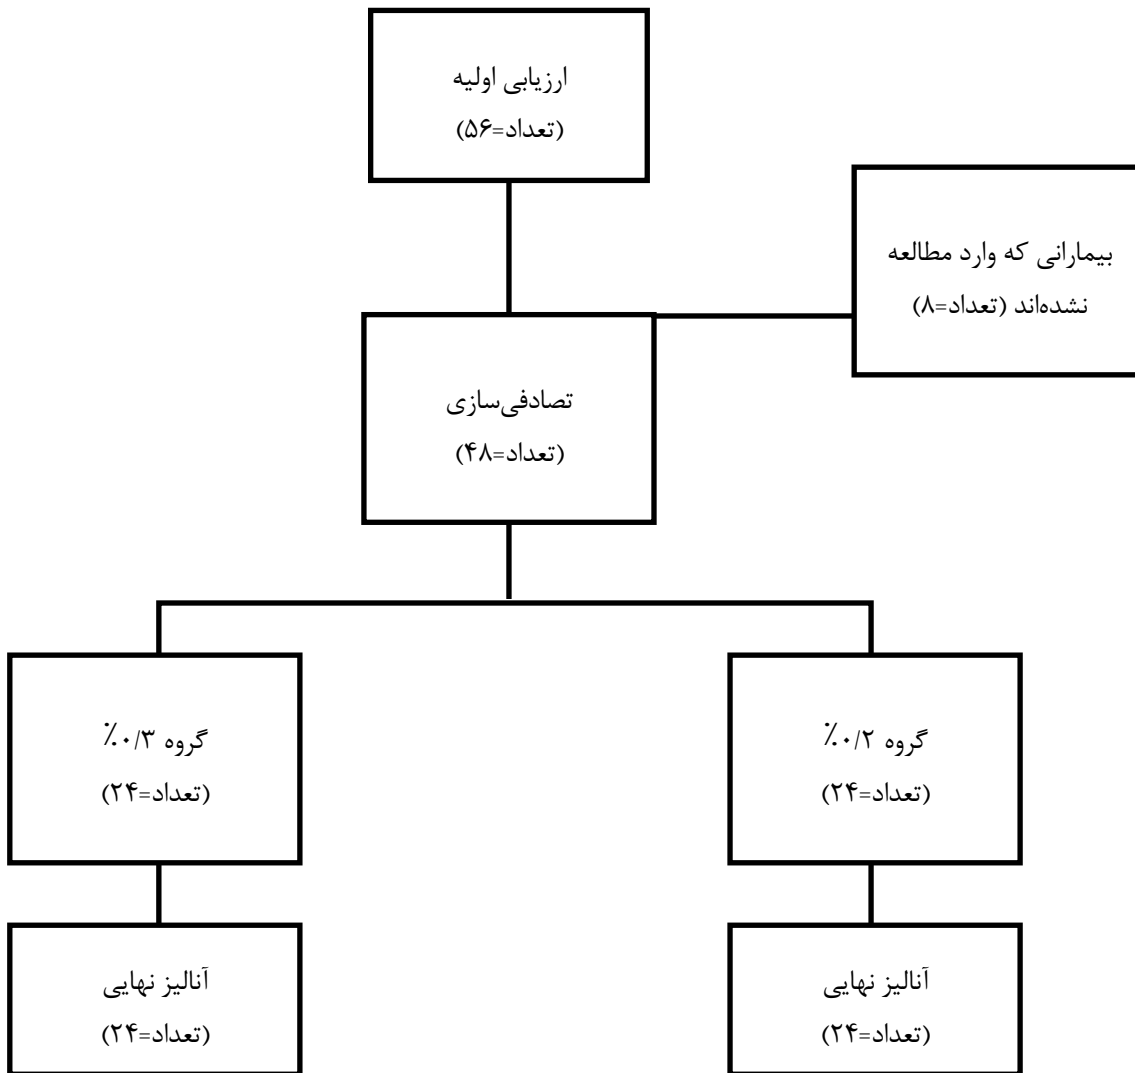 ارزیابی اولیه
(تعداد=۵۶)
بیمارانی که وارد مطالعه
نشده‌اند (تعداد=۸)
تصادفی‌سازی
(تعداد=۴۸)
گروه ۰/۲٪
(تعداد=۲۴)
گروه ۰/۳٪
(تعداد=۲۴)
آنالیز نهایی
(تعداد=۲۴)
آنالیز نهایی
(تعداد=۲۴)